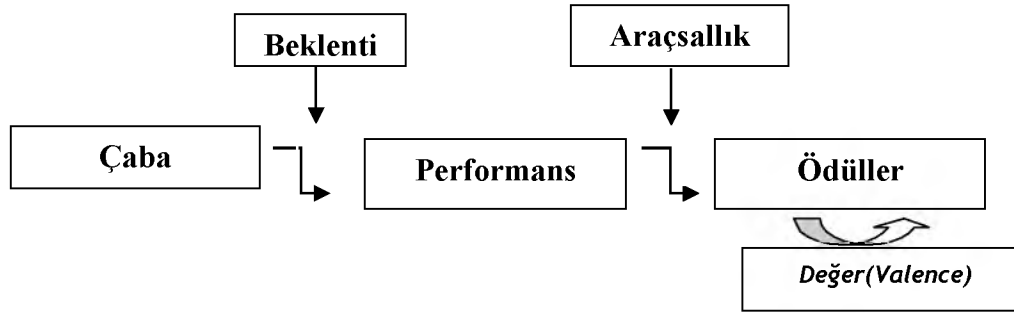 Beklenti
Araçsallık
Çaba
Performans
Ödüller
Değer(Valence)